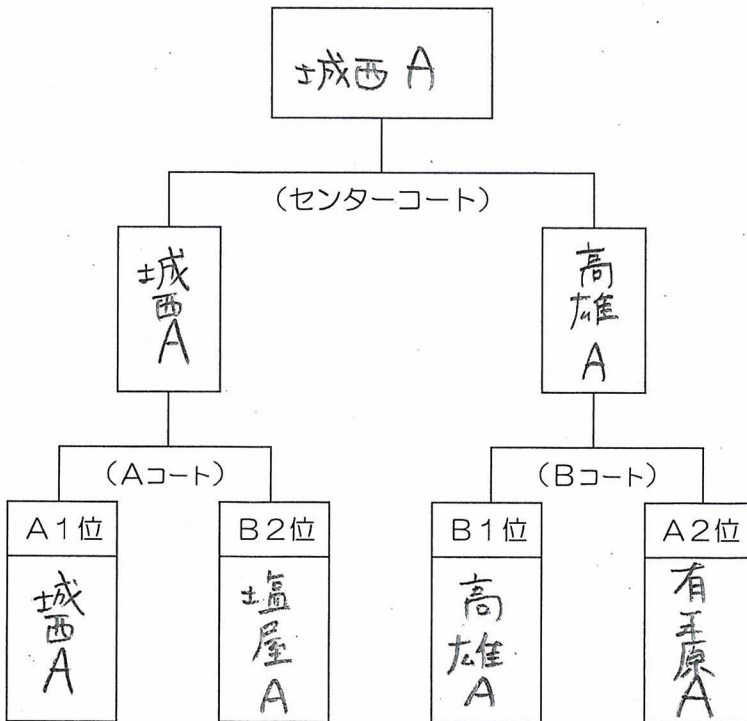 城西A
(センターコート)
城西A
高雄A
(Aコート)
(Bコート)
A1位
B2位
B1位
A2位
城西A
塩屋A
高雄A
有年原A